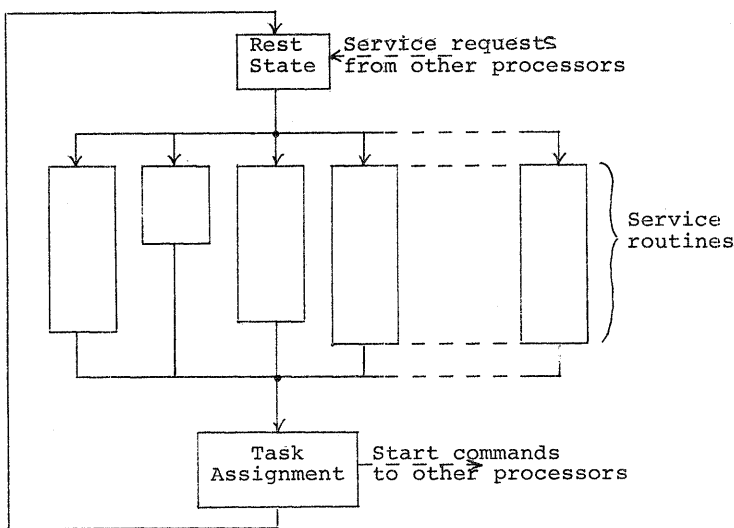 Rest
State
Service requests
from other processors
Service
routines
Task
Assignment
Start commands
to other processors